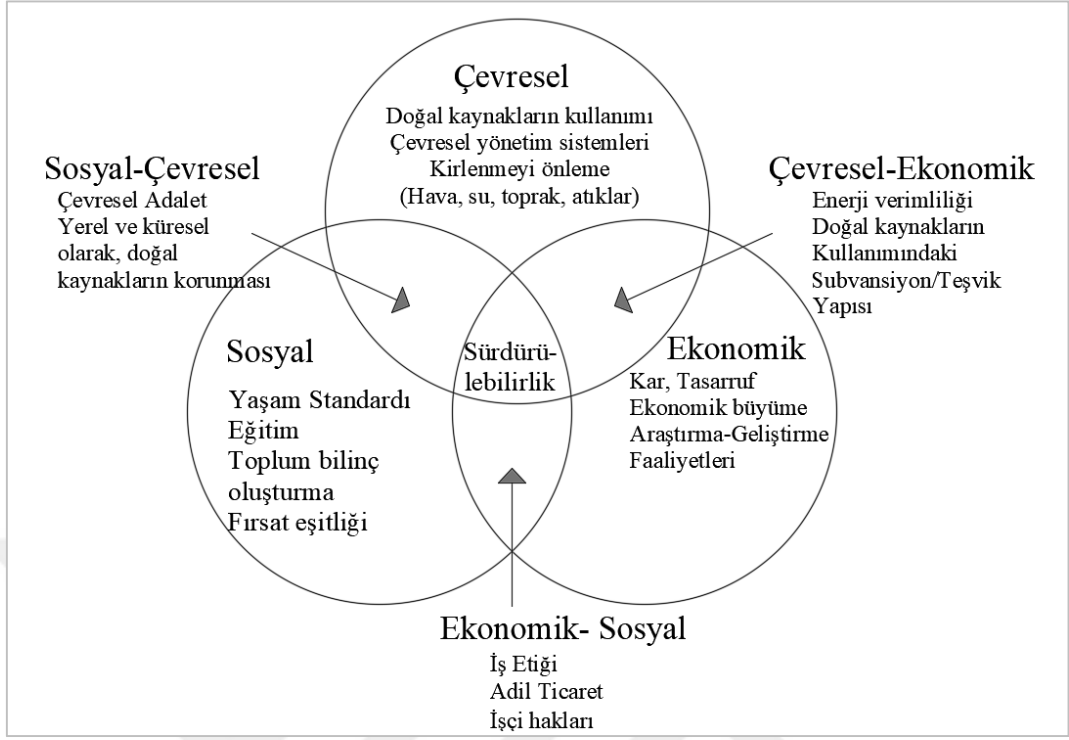 Çevresel
Doğal kaynakların kullanımı
Çevresel yönetim sistemleri
Kirlenmeyi önleme
(Hava, su, toprak, atıklar)
Sosyal-Çevresel
Çevresel Adalet
Yerel ve küresel
olarak, doğal
kaynakların korunması
Çevresel-Ekonomik
Enerji verimliliği
Doğal kaynakların
Kullanımındaki
Subvansiyon/Teşvik
Yapısı
Sosyal
Yaşam Standardı
Eğitim
Toplum bilinç
oluşturma
Fırsat eşitliği
Sürdürü-
lebilirlik
Ekonomik
Kar, Tasarruf
Ekonomik büyüme
Araştırma-Geliştirme
Faaliyetleri
Ekonomik- Sosyal
İş Etiği
Adil Ticaret
İşçi hakları